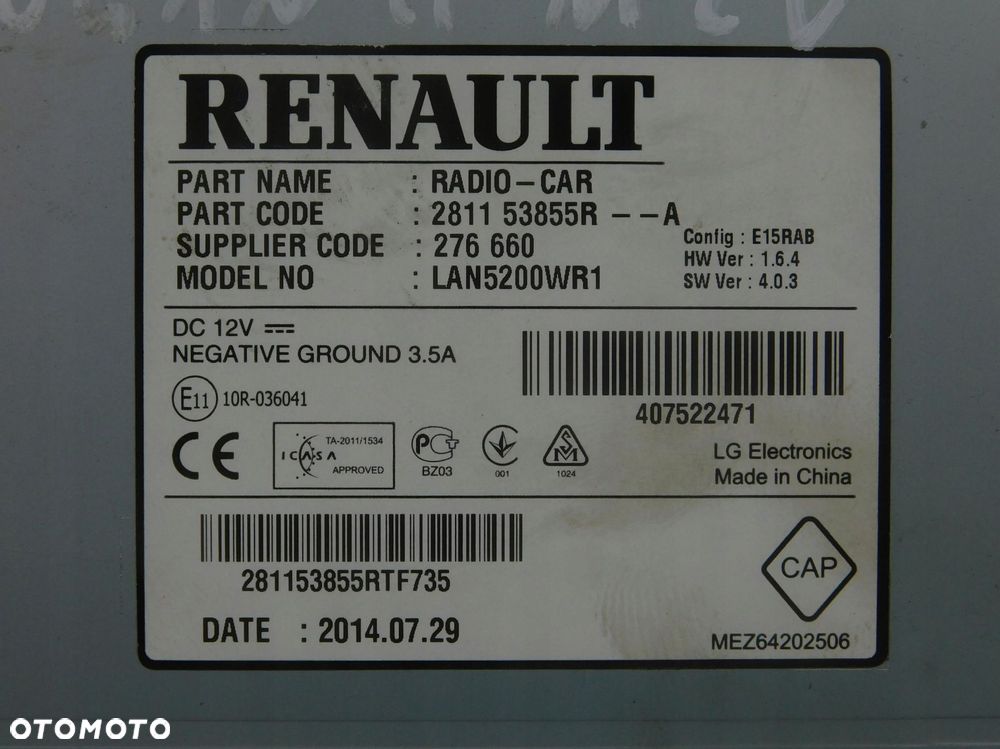 RENAULT
PART NAME : RADIO-CAR
PART CODE : 2811 53855R --A
SUPPLIER CODE : 276 660
MODEL NO : LAN5200WR1
Config : E15RAB
HW Ver : 1.6.4
SW Ver : 4.0.3
DC 12V
NEGATIVE GROUND 3.5A
E11 10R-036041
407522471
CE
TA-2011/1534
ICASA
APPROVED
BZ03
001
1024
LG Electronics
Made in China
281153855RTF735
CAP
DATE : 2014.07.29
MEZ64202506
OTOMOTO